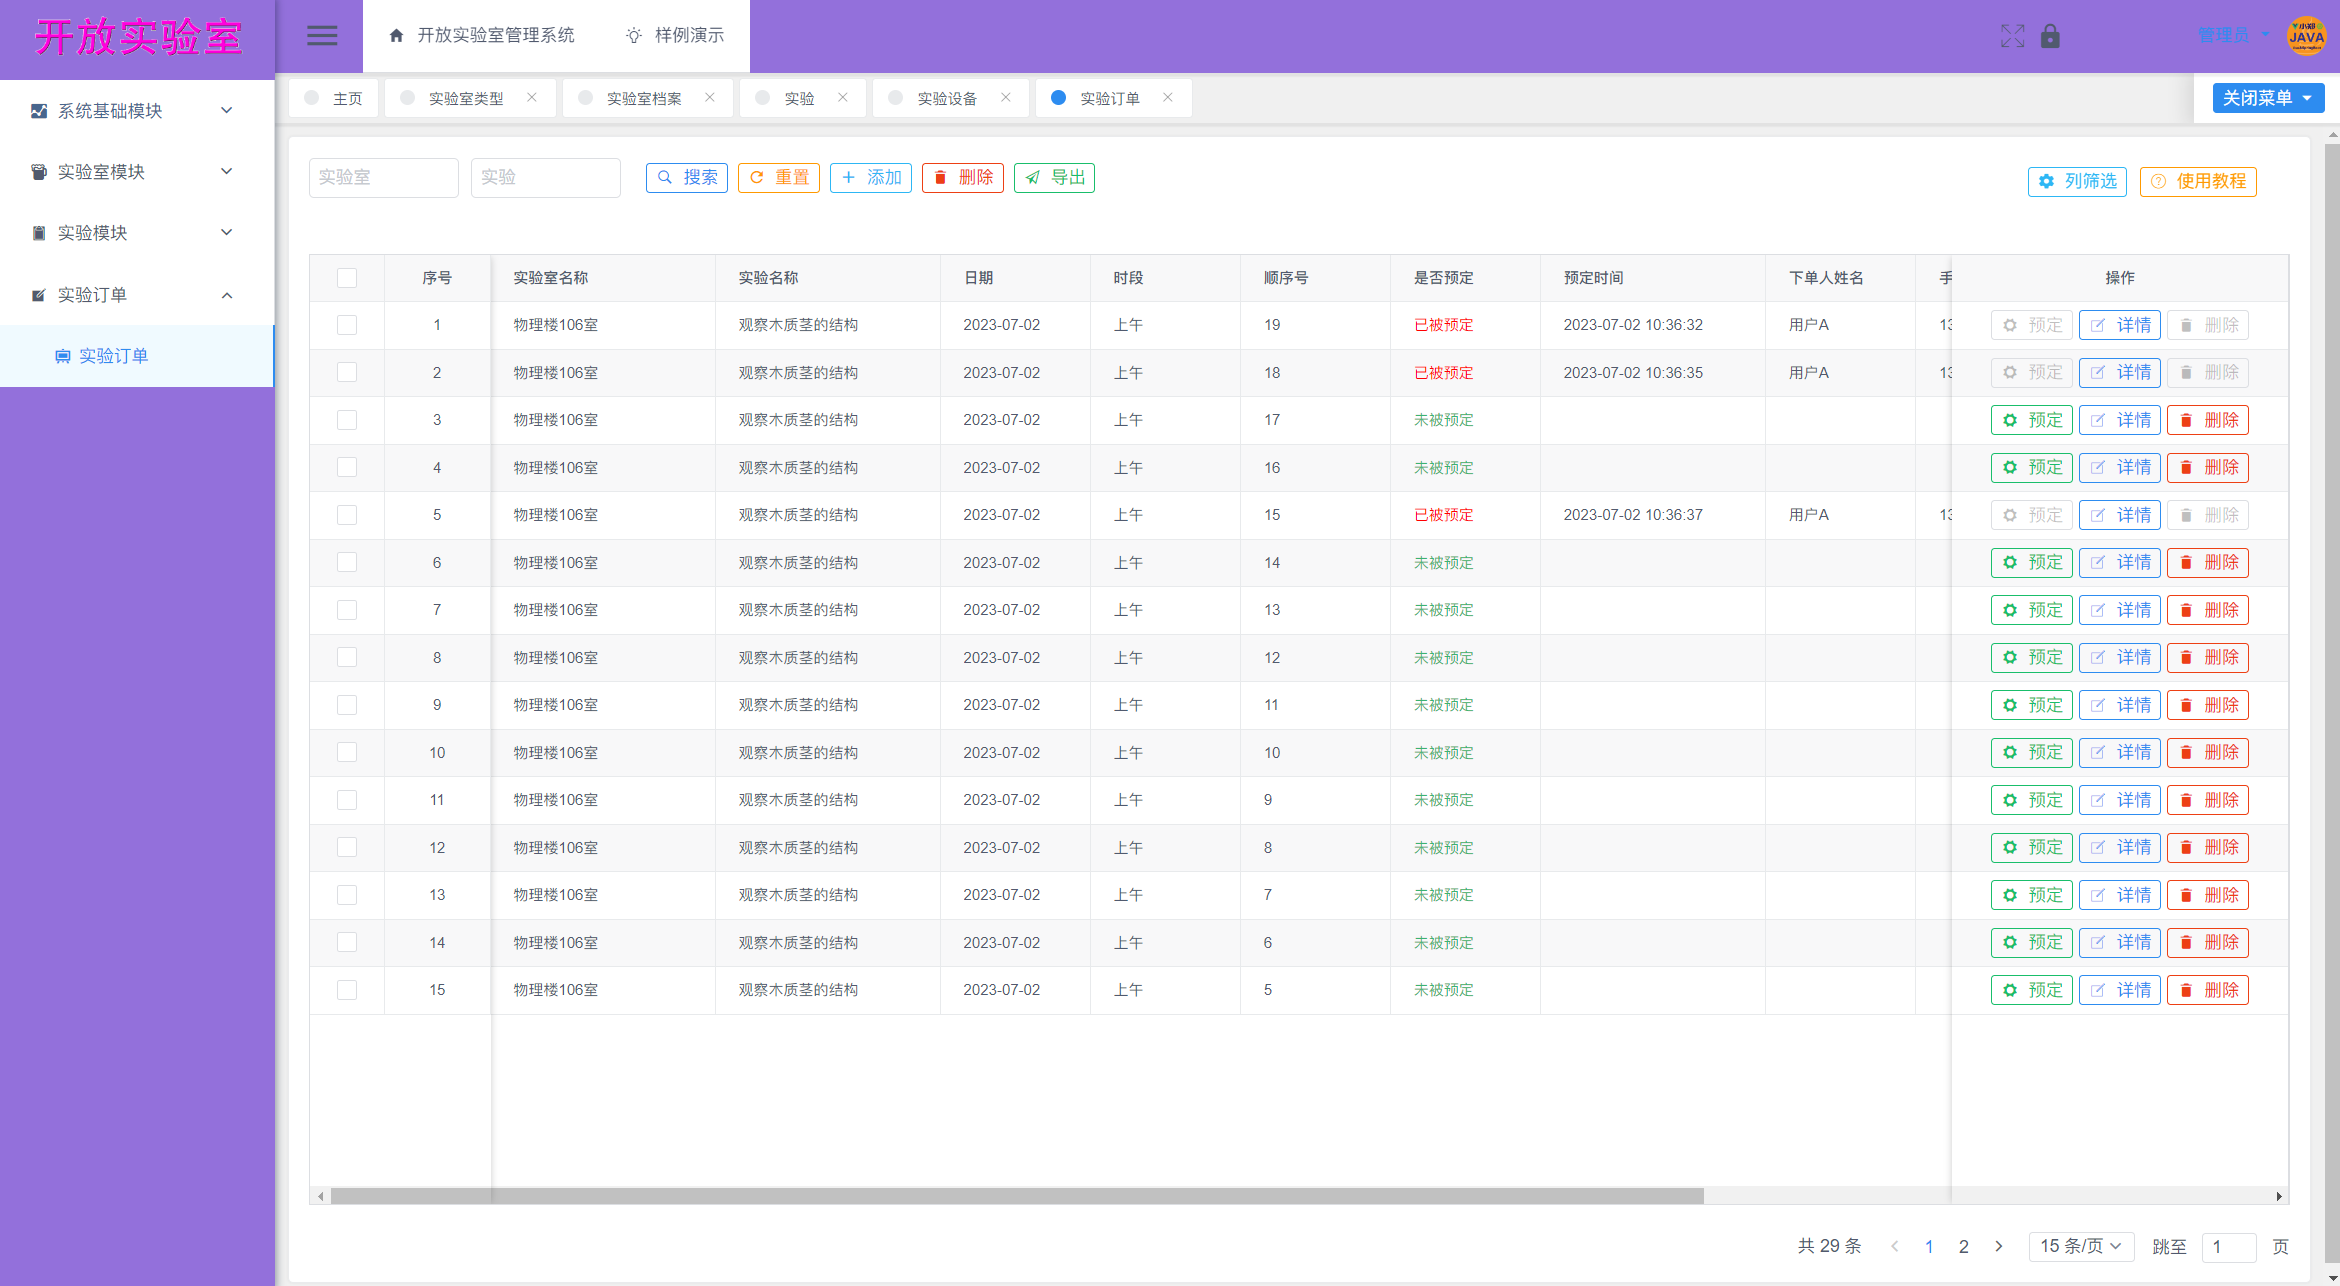 开放实验室
开放实验室管理系统 样例演示
管理员
小郑
JAVA
主页 实验室类型 实验室档案 实验 实验设备 实验订单
关闭菜单
系统基础模块
实验室模块
实验模块
实验订单
实验订单
实验室 实验 搜索 重置 添加 删除 导出
列筛选 使用教程
序号 实验室名称 实验名称 日期 时段 顺序号 是否预定 预定时间 下单人姓名 手 操作
1 物理楼106室 观察木质茎的结构 2023-07-02 上午 19 已被预定 2023-07-02 10:36:32 用户A 13 预定 详情 删除
2 物理楼106室 观察木质茎的结构 2023-07-02 上午 18 已被预定 2023-07-02 10:36:35 用户A 13 预定 详情 删除
3 物理楼106室 观察木质茎的结构 2023-07-02 上午 17 未被预定 预定 详情 删除
4 物理楼106室 观察木质茎的结构 2023-07-02 上午 16 未被预定 预定 详情 删除
5 物理楼106室 观察木质茎的结构 2023-07-02 上午 15 已被预定 2023-07-02 10:36:37 用户A 13 预定 详情 删除
6 物理楼106室 观察木质茎的结构 2023-07-02 上午 14 未被预定 预定 详情 删除
7 物理楼106室 观察木质茎的结构 2023-07-02 上午 13 未被预定 预定 详情 删除
8 物理楼106室 观察木质茎的结构 2023-07-02 上午 12 未被预定 预定 详情 删除
9 物理楼106室 观察木质茎的结构 2023-07-02 上午 11 未被预定 预定 详情 删除
10 物理楼106室 观察木质茎的结构 2023-07-02 上午 10 未被预定 预定 详情 删除
11 物理楼106室 观察木质茎的结构 2023-07-02 上午 9 未被预定 预定 详情 删除
12 物理楼106室 观察木质茎的结构 2023-07-02 上午 8 未被预定 预定 详情 删除
13 物理楼106室 观察木质茎的结构 2023-07-02 上午 7 未被预定 预定 详情 删除
14 物理楼106室 观察木质茎的结构 2023-07-02 上午 6 未被预定 预定 详情 删除
15 物理楼106室 观察木质茎的结构 2023-07-02 上午 5 未被预定 预定 详情 删除
共 29 条 1 2 15 条/页 跳至 1 页